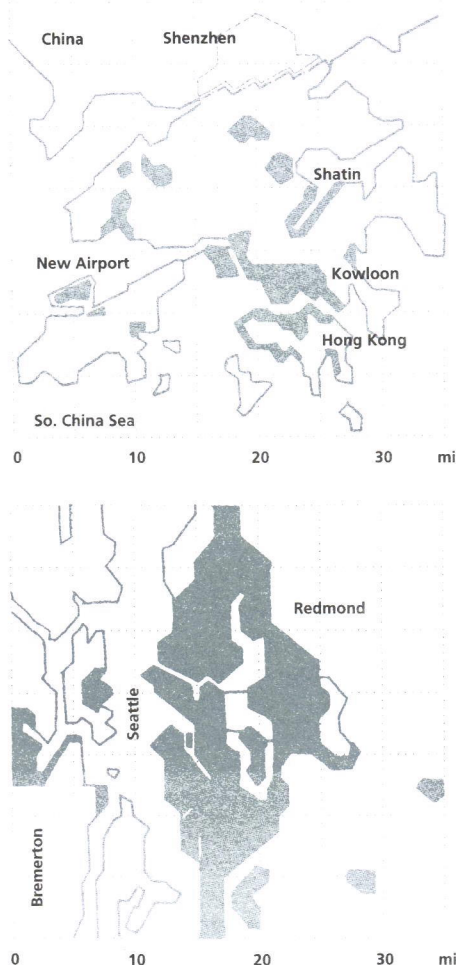 China Shenzhen
Shatin
New Airport
Kowloon
Hong Kong
So. China Sea
0 10 20 30 mi
Redmond
Seattle
Bremerton
0 10 20 30 mi